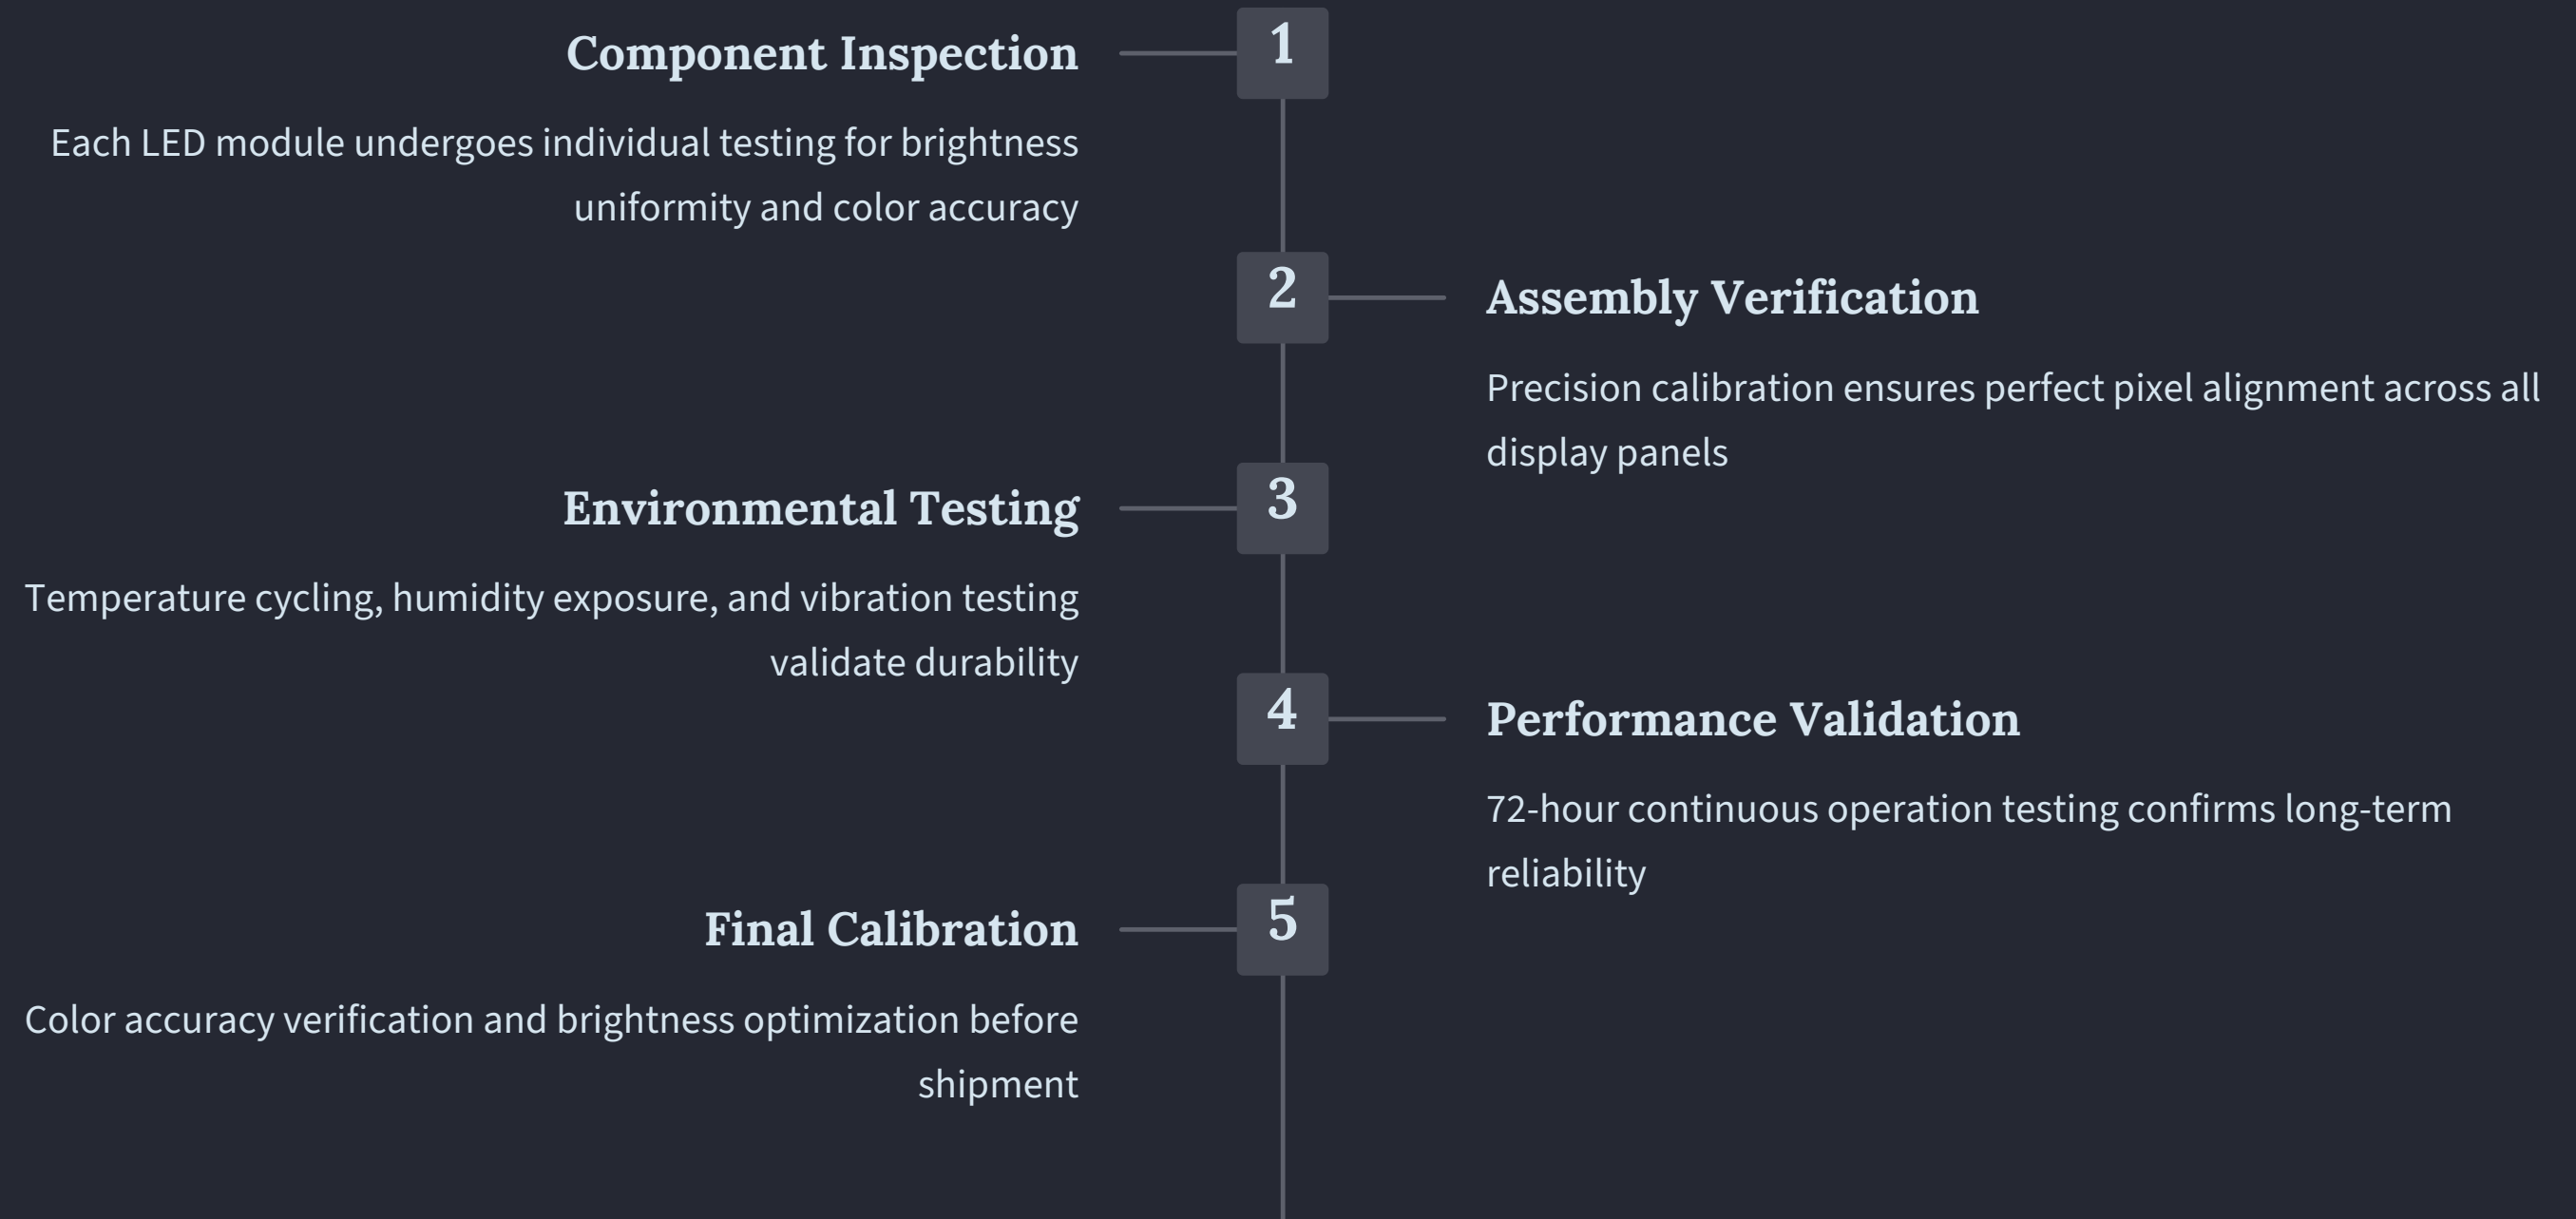 1
Component Inspection
Each LED module undergoes individual testing for brightness
uniformity and color accuracy
2
Assembly Verification
Precision calibration ensures perfect pixel alignment across all
display panels
3
Environmental Testing
Temperature cycling, humidity exposure, and vibration testing
validate durability
4
Performance Validation
72-hour continuous operation testing confirms long-term
reliability
5
Final Calibration
Color accuracy verification and brightness optimization before
shipment